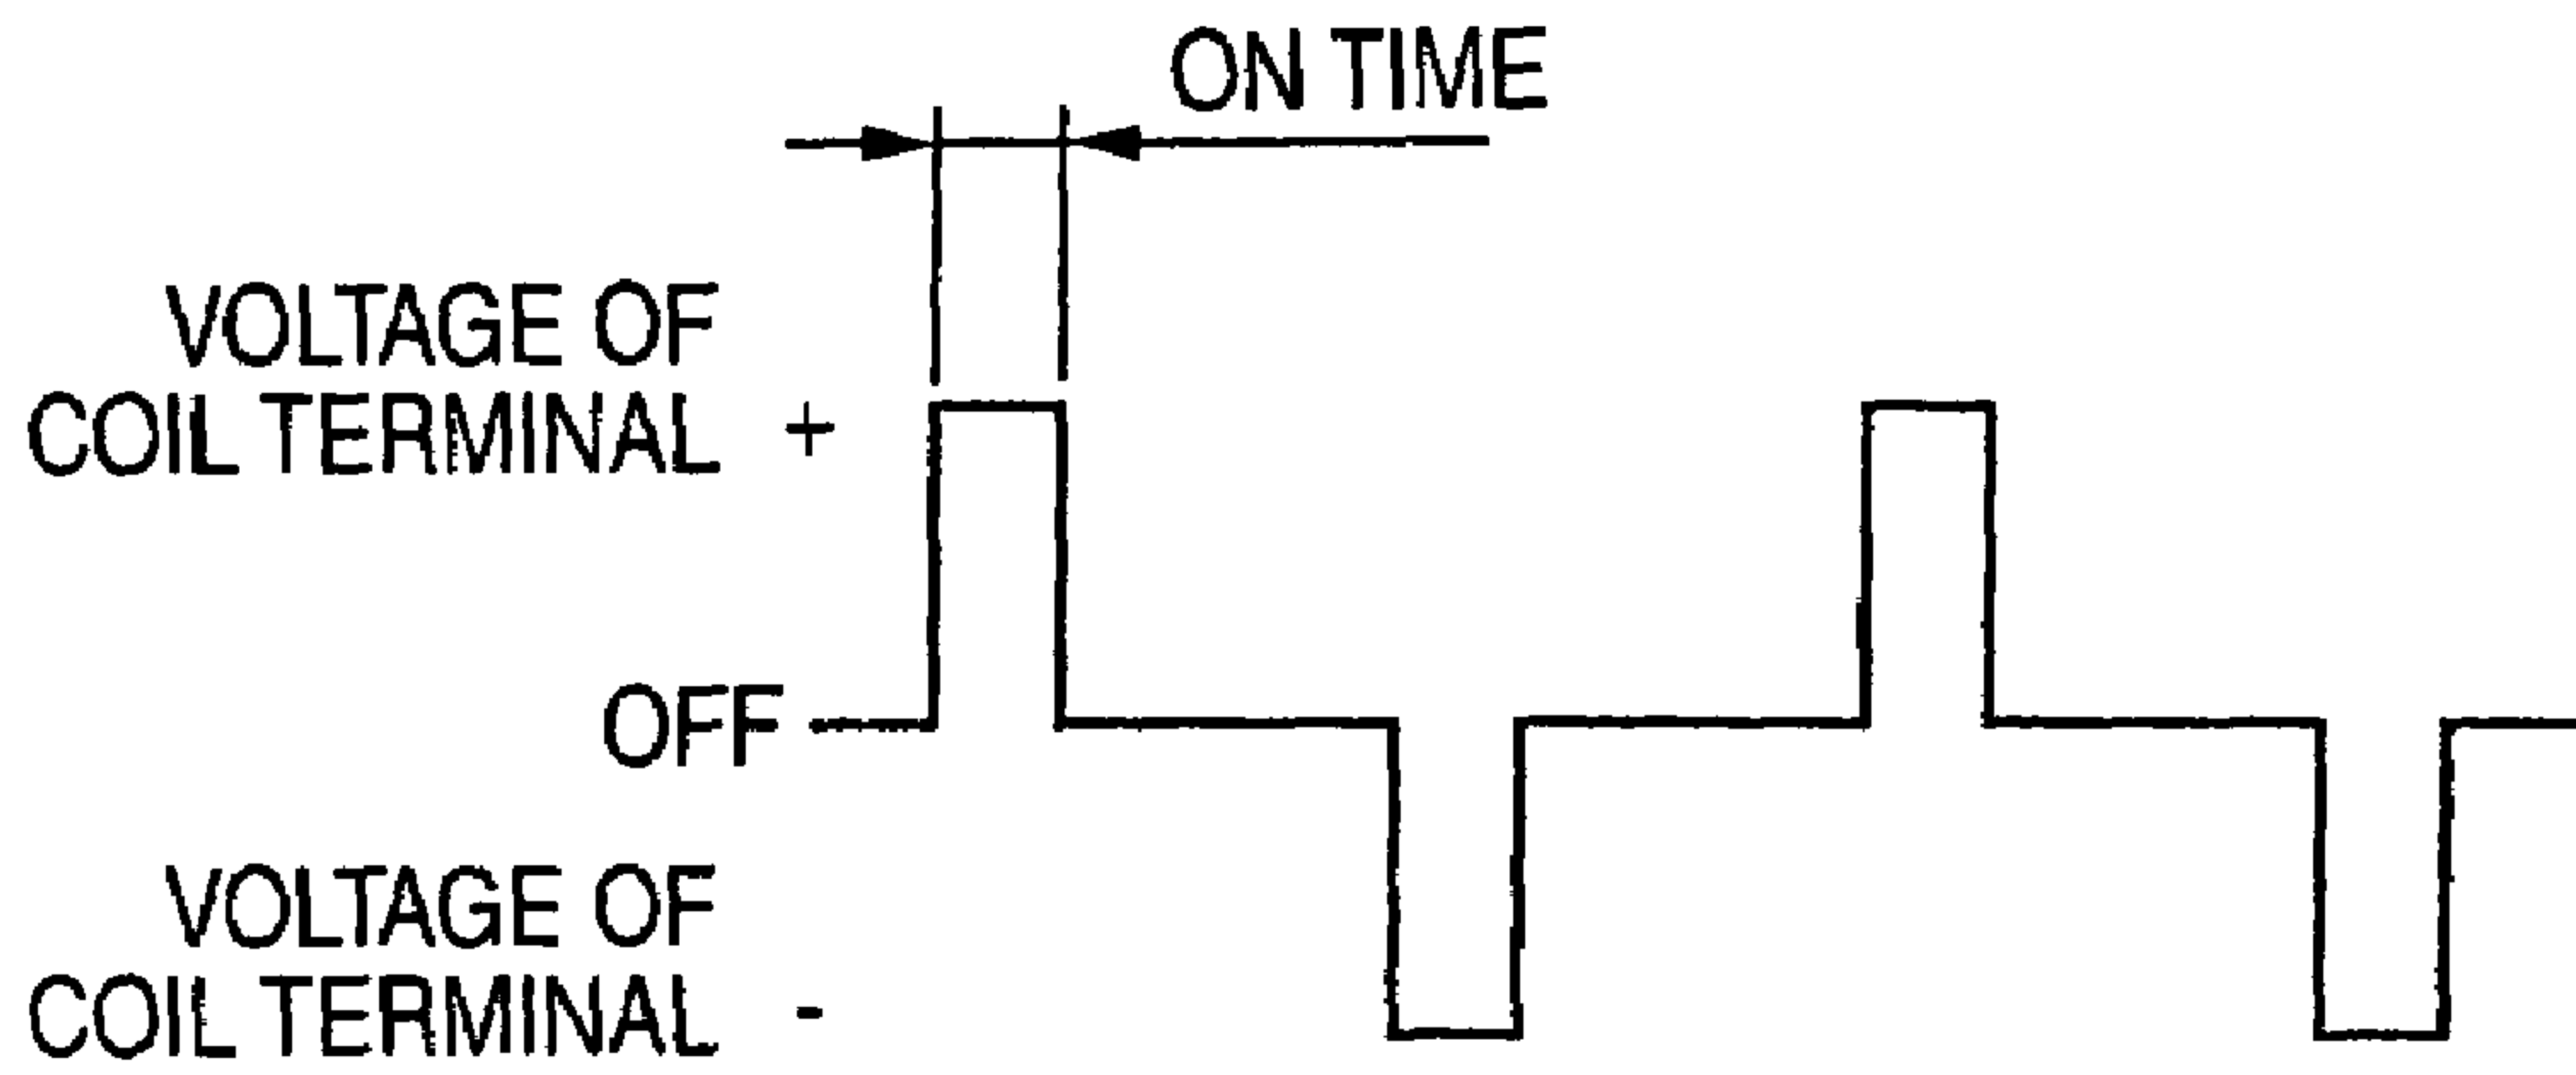 ON TIME
VOLTAGE OF
COIL TERMINAL +
OFF
VOLTAGE OF
COIL TERMINAL -